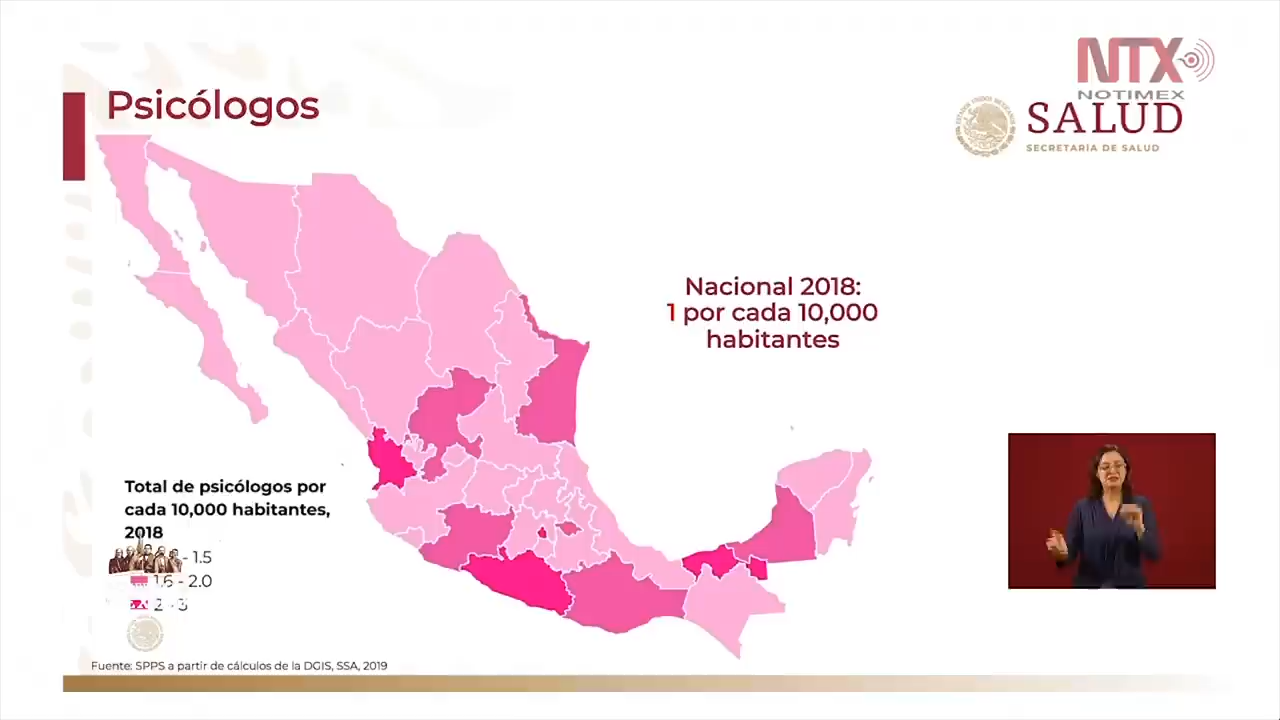 NTX
NOTIMEX
Psicólogos
SALUD
SECRETARÍA DE SALUD
Nacional 2018:
1 por cada 10,000
habitantes
Total de psicólogos por
cada 10,000 habitantes,
2018
- 1.5
1.6 - 2.0
2 - 3
Fuente: SPPS a partir de cálculos de la DGIS, SSA, 2019